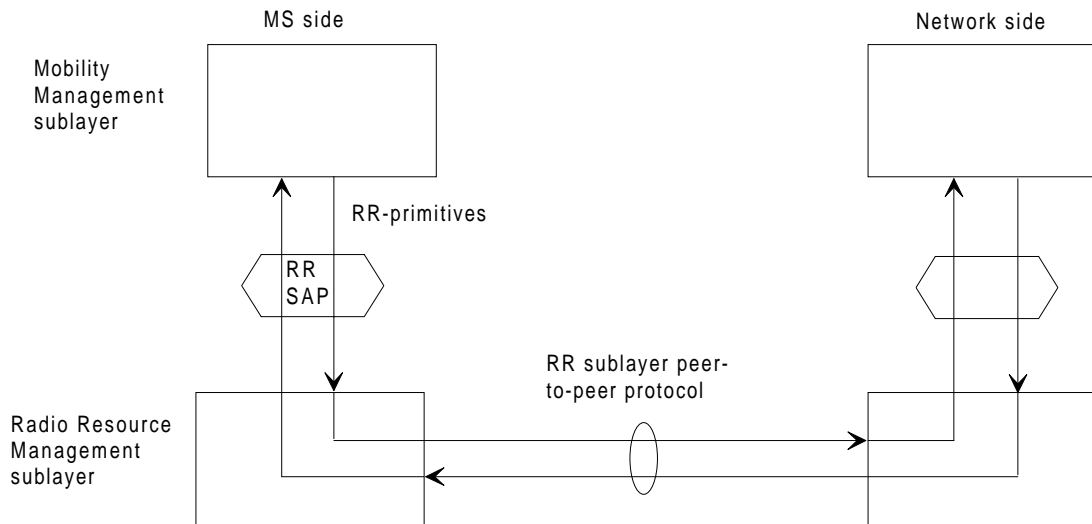 MS side
Network side
Mobility
Management
sublayer
RR-primitives
RR
SAP
RR sublayer peer-
to-peer protocol
Radio Resource
Management
sublayer